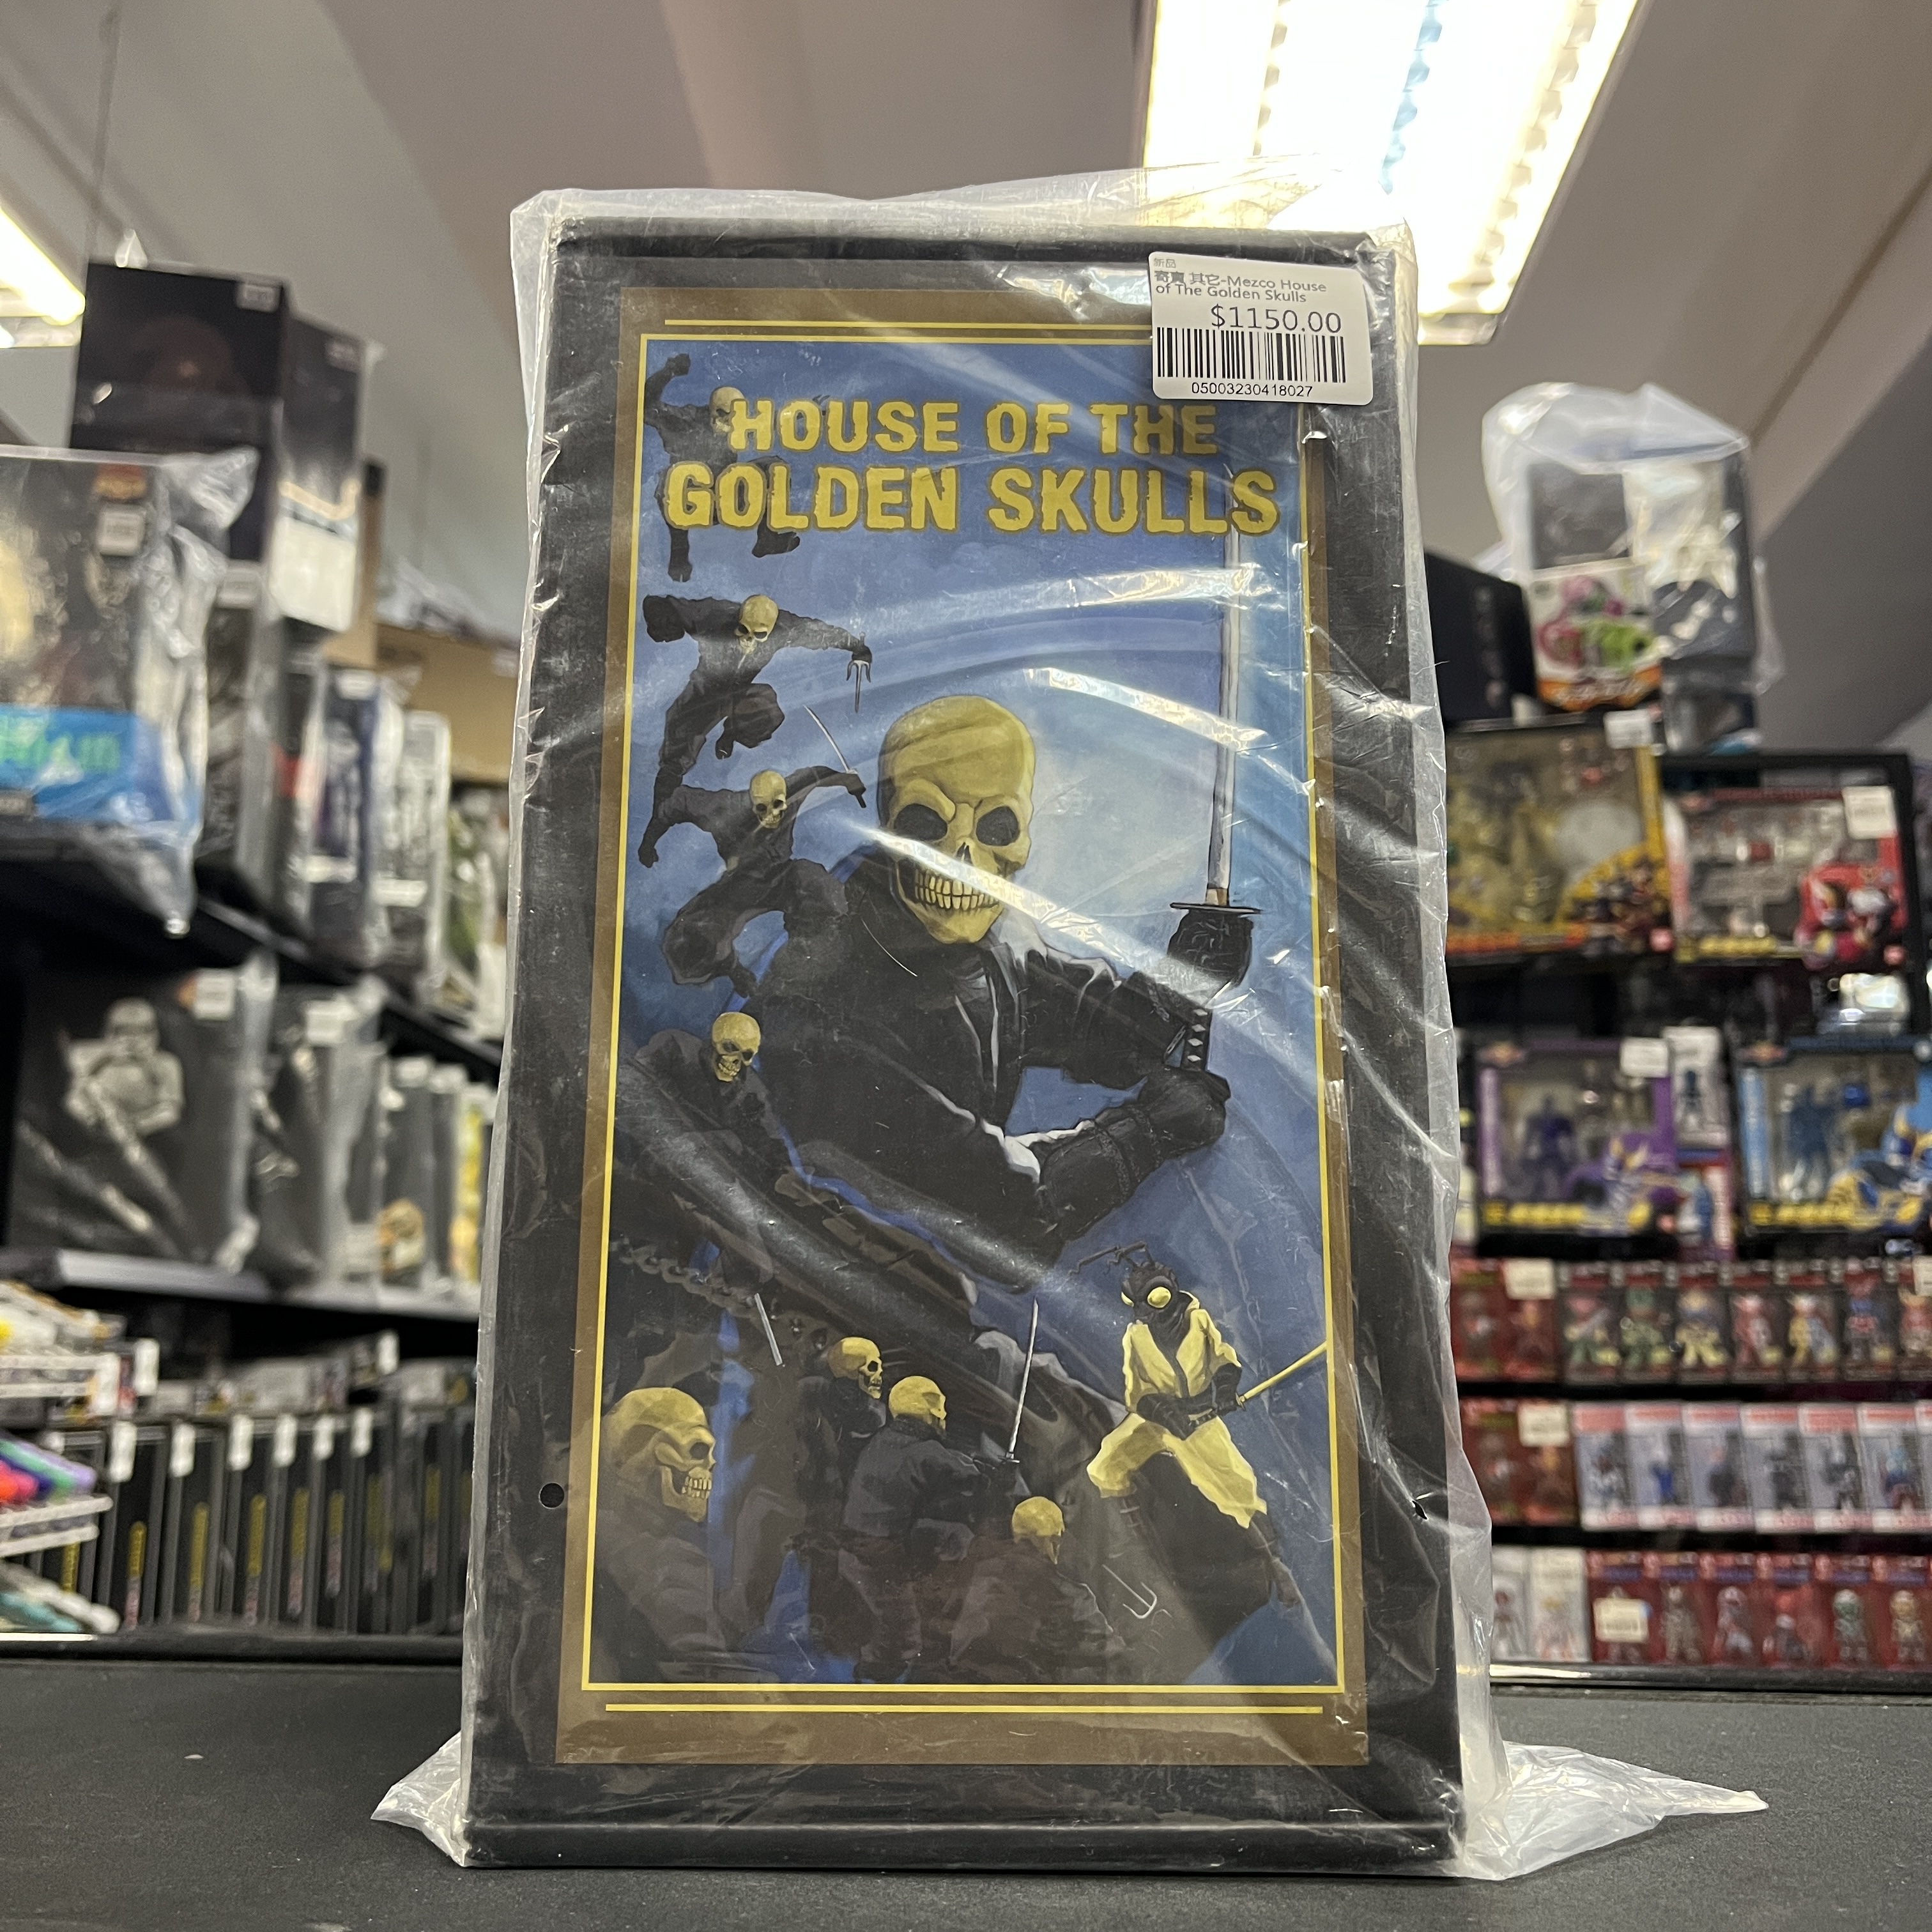 新品
寄賣 其它-Mezco House
of The Golden Skulls
$1150.00
05003230418027
HOUSE OF THE
GOLDEN SKULLS